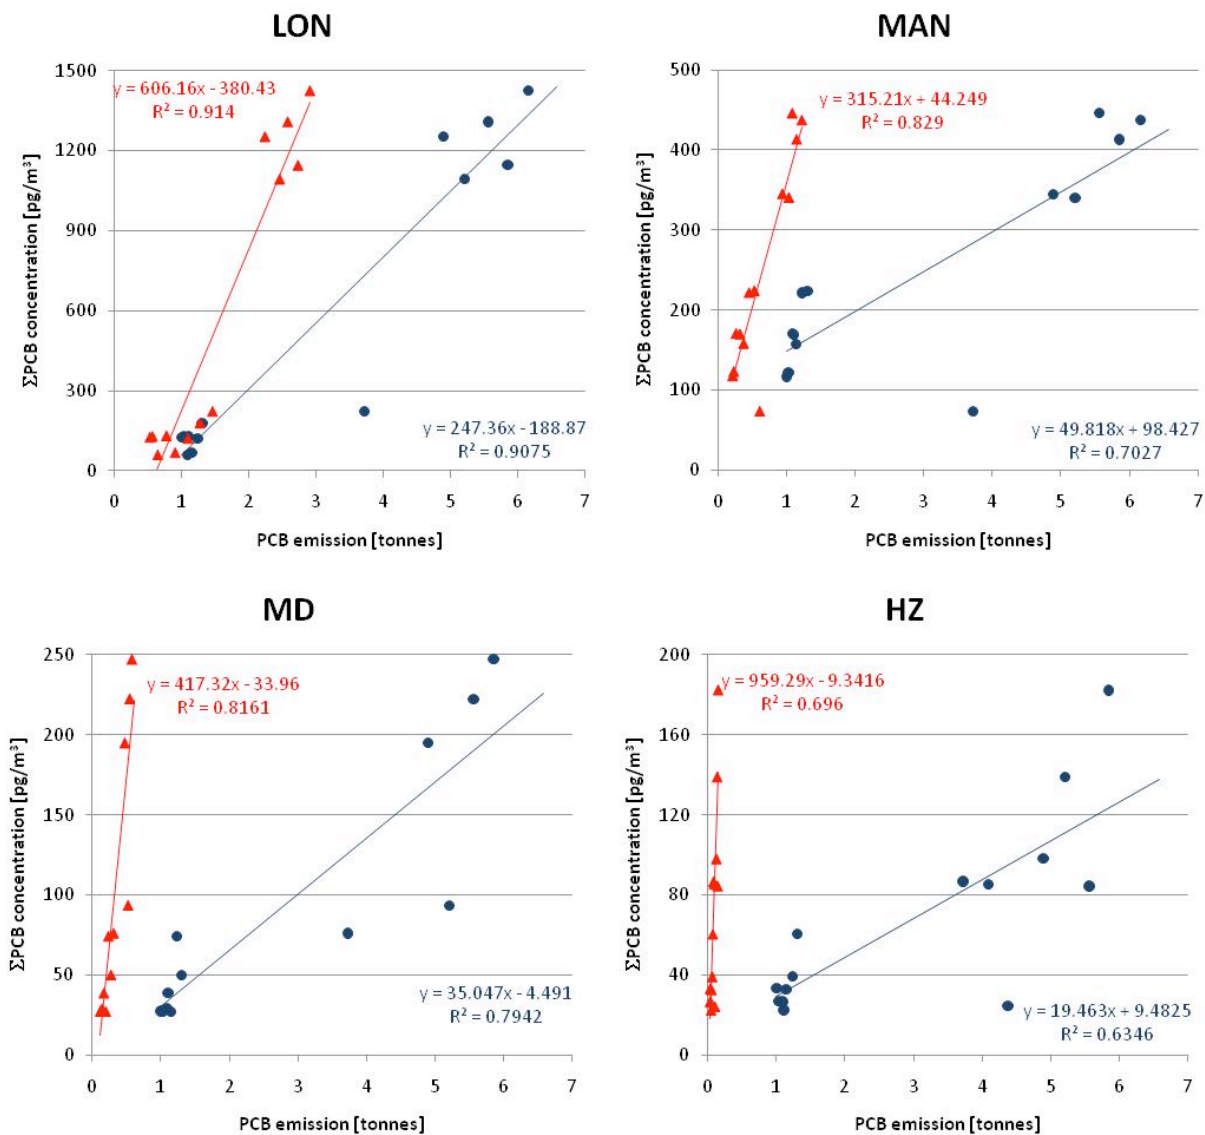 LON
1500
1200
900
600
300
0
ΣPCB concentration [pg/m³]
y = 606.16x - 380.43
R² = 0.914
y = 247.36x - 188.87
R² = 0.9075
0 1 2 3 4 5 6 7
PCB emission [tonnes]
MAN
500
400
300
200
100
0
ΣPCB concentration [pg/m³]
y = 315.21x + 44.249
R² = 0.829
y = 49.818x + 98.427
R² = 0.7027
0 1 2 3 4 5 6 7
PCB emission [tonnes]
MD
250
200
150
100
50
0
ΣPCB concentration [pg/m³]
y = 417.32x - 33.96
R² = 0.8161
y = 35.047x - 4.491
R² = 0.7942
0 1 2 3 4 5 6 7
PCB emission [tonnes]
HZ
200
160
120
80
40
0
ΣPCB concentration [pg/m³]
y = 959.29x - 9.3416
R² = 0.696
y = 19.463x + 9.4825
R² = 0.6346
0 1 2 3 4 5 6 7
PCB emission [tonnes]